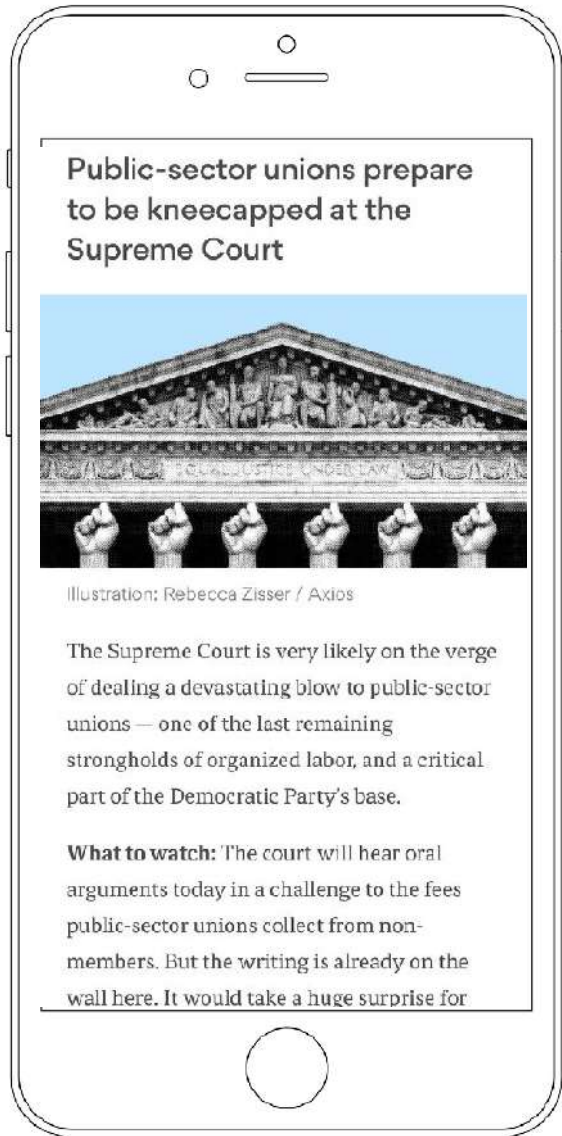 Public-sector unions prepare
to be kneecapped at the
Supreme Court
EQUAL JUSTICE UNDER LAW
Illustration: Rebecca Zisser / Axios
The Supreme Court is very likely on the verge
of dealing a devastating blow to public-sector
unions — one of the last remaining
strongholds of organized labor, and a critical
part of the Democratic Party's base.
What to watch: The court will hear oral
arguments today in a challenge to the fees
public-sector unions collect from non-
members. But the writing is already on the
wall here. It would take a huge surprise for